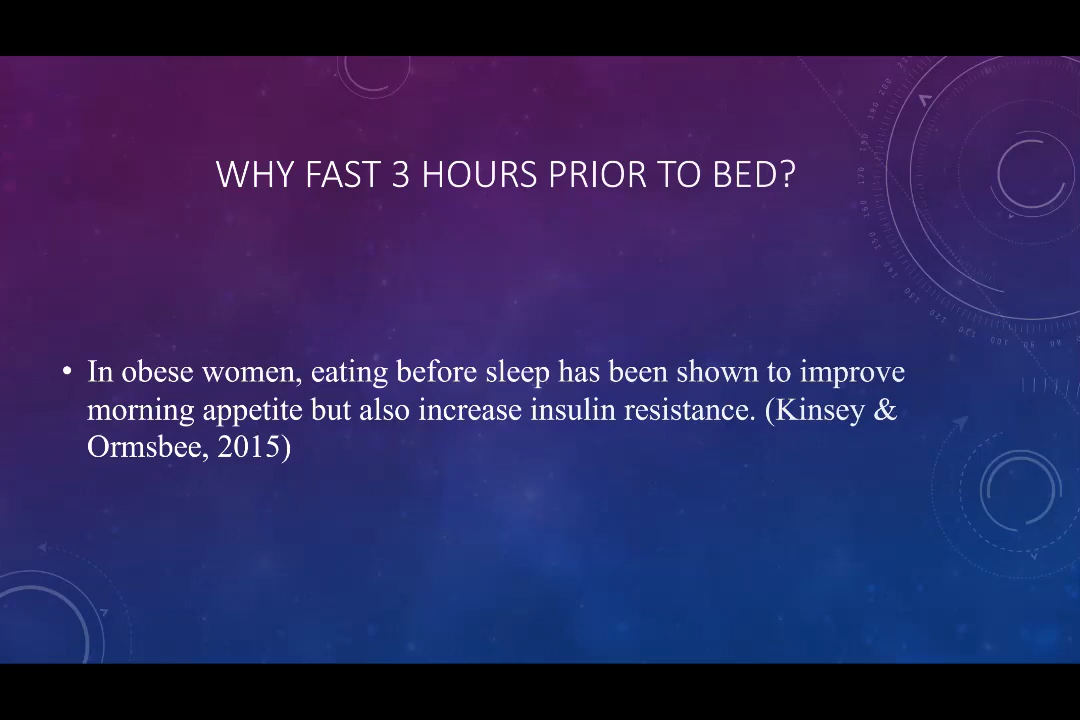 WHY FAST 3 HOURS PRIOR TO BED?
• In obese women, eating before sleep has been shown to improve
morning appetite but also increase insulin resistance. (Kinsey &
Ormsbee, 2015)